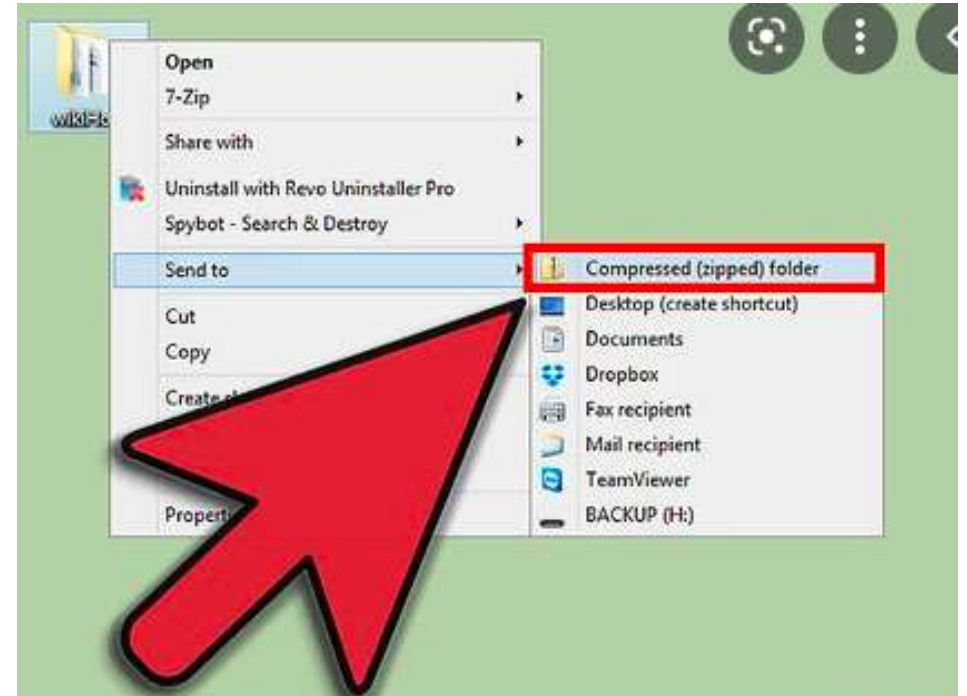 Open
7-Zip
Share with
Uninstall with Revo Uninstaller Pro
Spybot - Search & Destroy
Send to
Cut
Copy
Create
Compressed (zipped) folder
Desktop (create shortcut)
Documents
Dropbox
Fax recipient
Mail recipient
TeamViewer
BACKUP (H:)